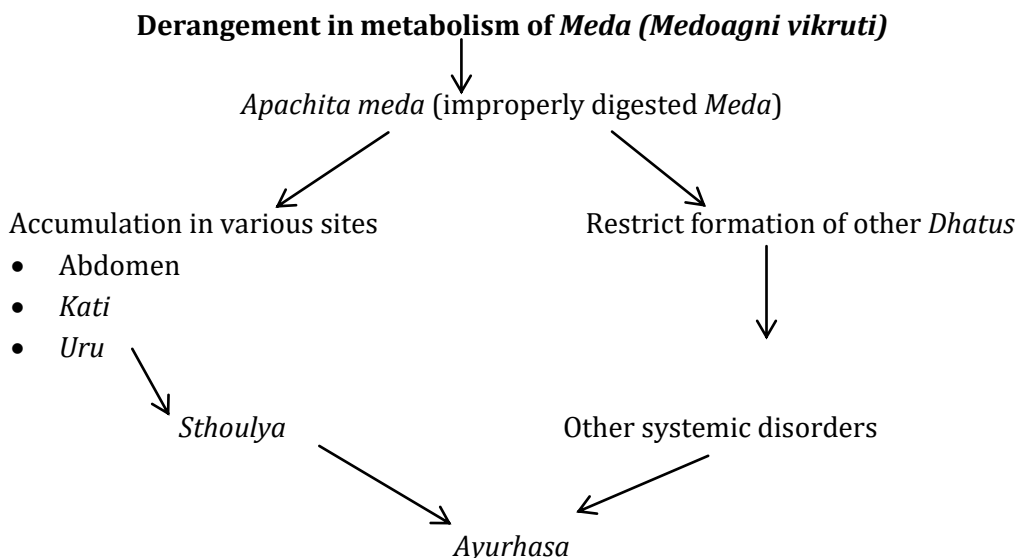 Derangement in metabolism of Meda (Medoagni vikruti)
Apachita meda (improperly digested Meda)
Accumulation in various sites
• Abdomen
• Kati
• Uru
Restrict formation of other Dhatus
Sthoulya
Other systemic disorders
Ayurhasa